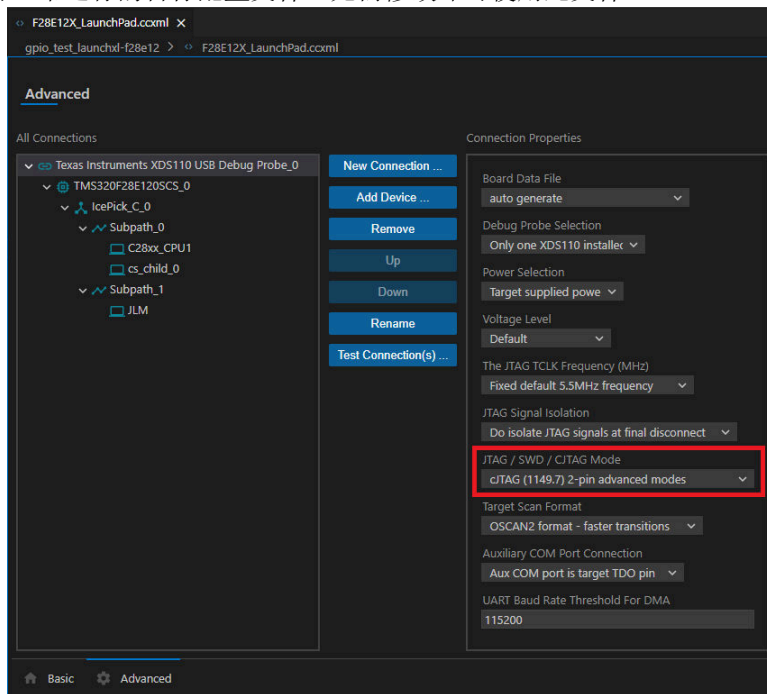 F28E12X_LaunchPad.ccxml
gpio_test_launchxl-f28e12 > F28E12X_LaunchPad.ccxml
Advanced
All Connections
Texas Instruments XDS110 USB Debug Probe_0
TMS320F28E120SCS_0
IcePick_C_0
Subpath_0
C28xx_CPU1
cs_child_0
Subpath_1
JLM
New Connection ...
Add Device ...
Remove
Up
Down
Rename
Test Connection(s) ...
Connection Properties
Board Data File
auto generate
Debug Probe Selection
Only one XDS110 installec
Power Selection
Target supplied powe
Voltage Level
Default
The JTAG TCLK Frequency (MHz)
Fixed default 5.5MHz frequency
JTAG Signal Isolation
Do isolate JTAG signals at final disconnect
JTAG / SWD / CJTAG Mode
cJTAG (1149.7) 2-pin advanced modes
Target Scan Format
OSCAN2 format - faster transitions
Auxiliary COM Port Connection
Aux COM port is target TDO pin
UART Baud Rate Threshold For DMA
115200
Basic
Advanced